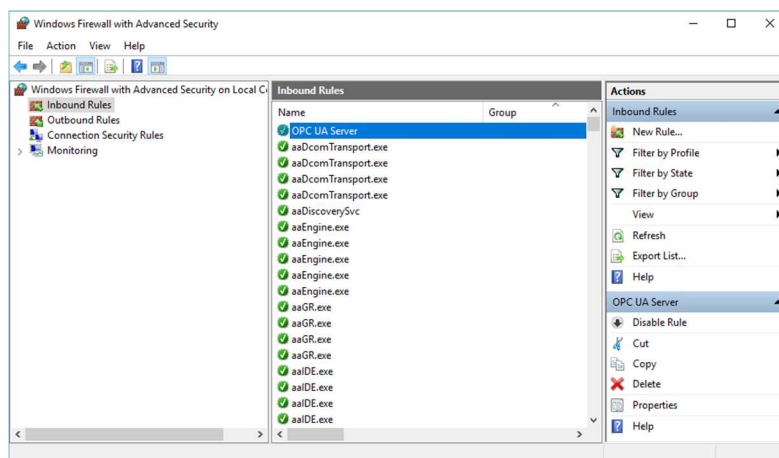 Windows Firewall with Advanced Security
File Action View Help
Windows Firewall with Advanced Security on Local C
Inbound Rules
Outbound Rules
Connection Security Rules
Monitoring
Inbound Rules
Name Group
OPC UA Server
aaDcomTransport.exe
aaDcomTransport.exe
aaDcomTransport.exe
aaDcomTransport.exe
aaDiscoverySvc
aaEngine.exe
aaEngine.exe
aaEngine.exe
aaEngine.exe
aaEngine.exe
aaGR.exe
aaGR.exe
aaGR.exe
aaGR.exe
aaIDE.exe
aaIDE.exe
aaIDE.exe
aaIDE.exe
Actions
Inbound Rules
New Rule...
Filter by Profile
Filter by State
Filter by Group
View
Refresh
Export List...
Help
OPC UA Server
Disable Rule
Cut
Copy
Delete
Properties
Help